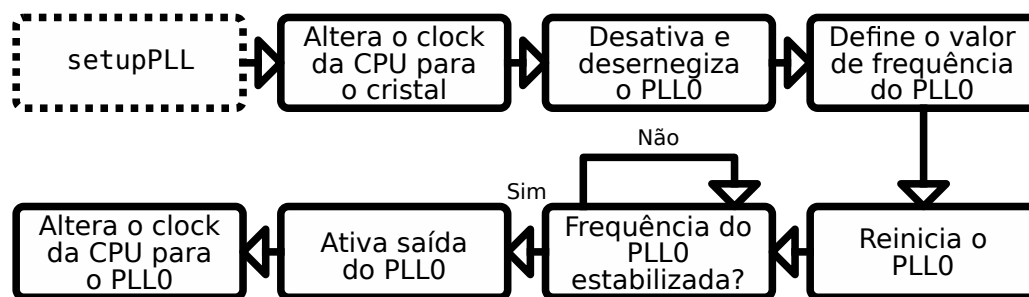 setupPLL
Altera o clock
da CPU para
o cristal
Desativa e
desernegiza
o PLL0
Define o valor
de frequência
do PLL0
Não
Sim
Altera o clock
da CPU para
o PLL0
Ativa saída
do PLL0
Frequência do
PLL0
estabilizada?
Reinicia o
PLL0